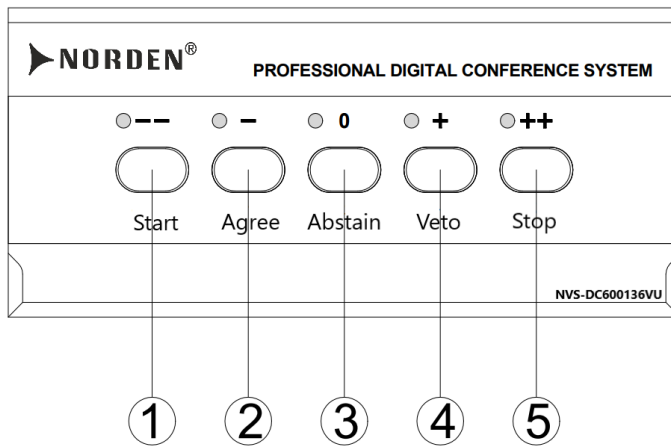 NORDEN®
PROFESSIONAL DIGITAL CONFERENCE SYSTEM
-- - 0 + ++
Start Agree Abstain Veto Stop
NVS-DC600136VU
1 2 3 4 5